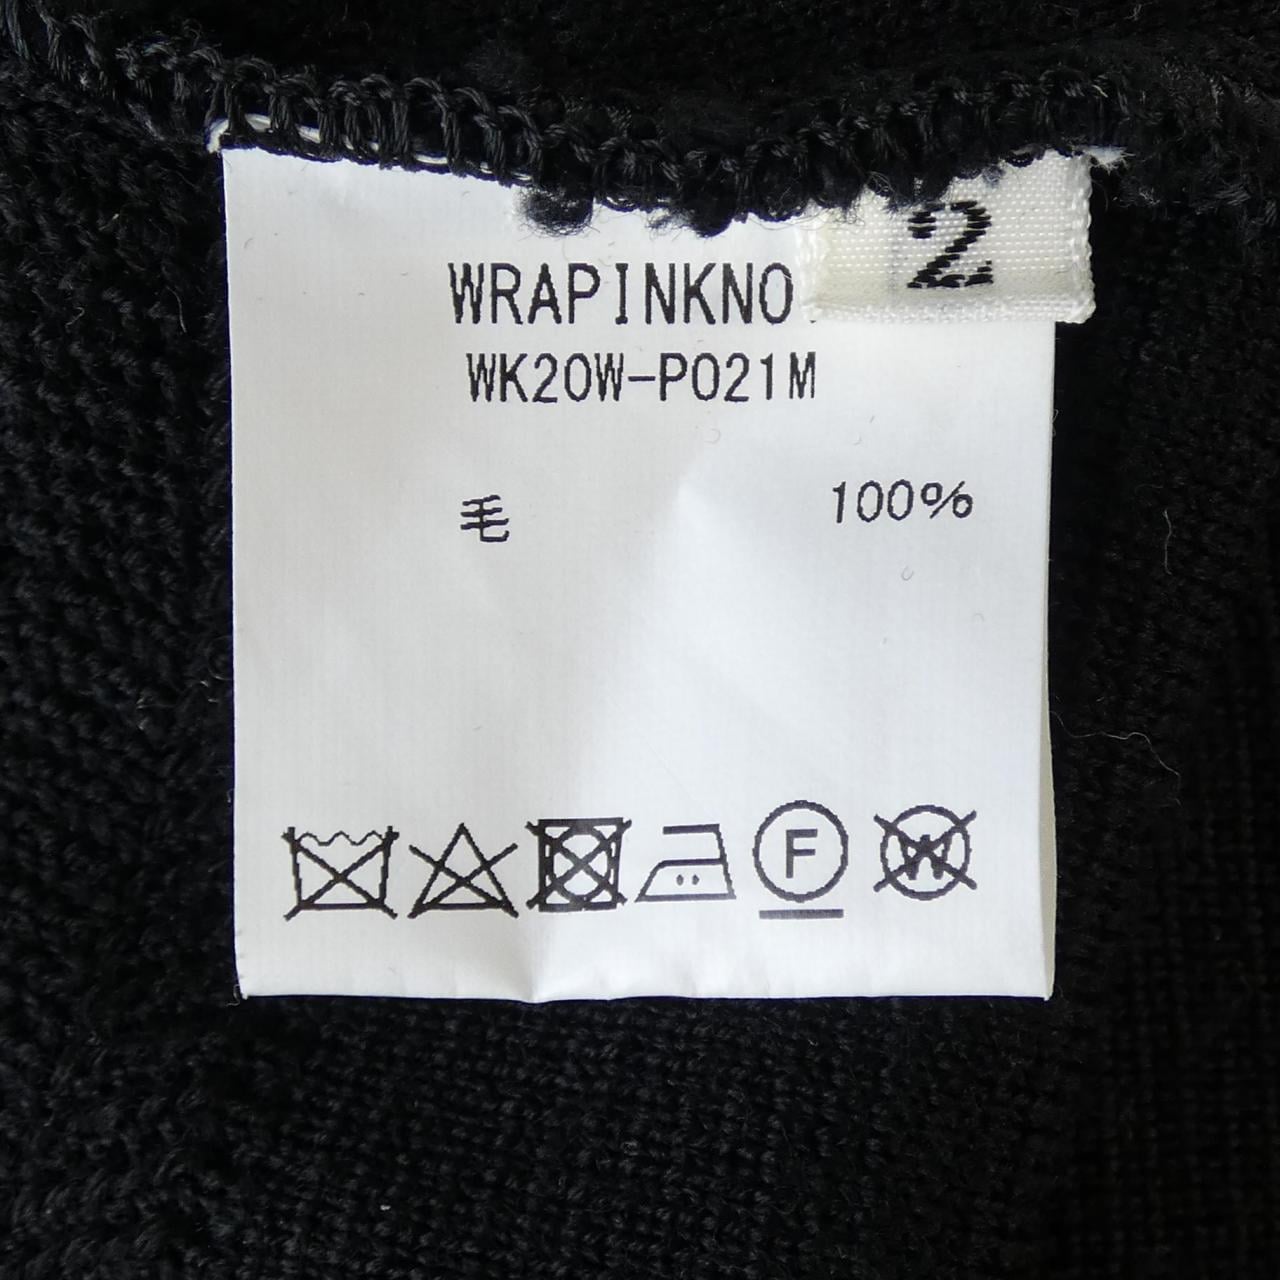 2
WRAPINKNO
WK20W-P021M
毛 100%
F
W